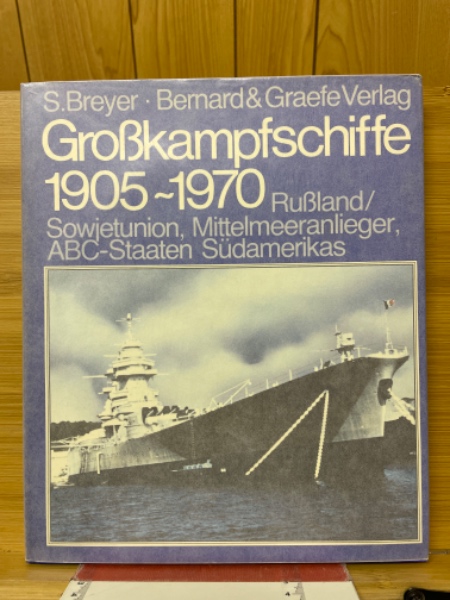 S.Breyer · Bernard & Graefe Verlag
Großkampfschiffe
1905~1970 Rußland/
Sowjetunion, Mittelmeeranlieger,
ABC-Staaten Südamerikas